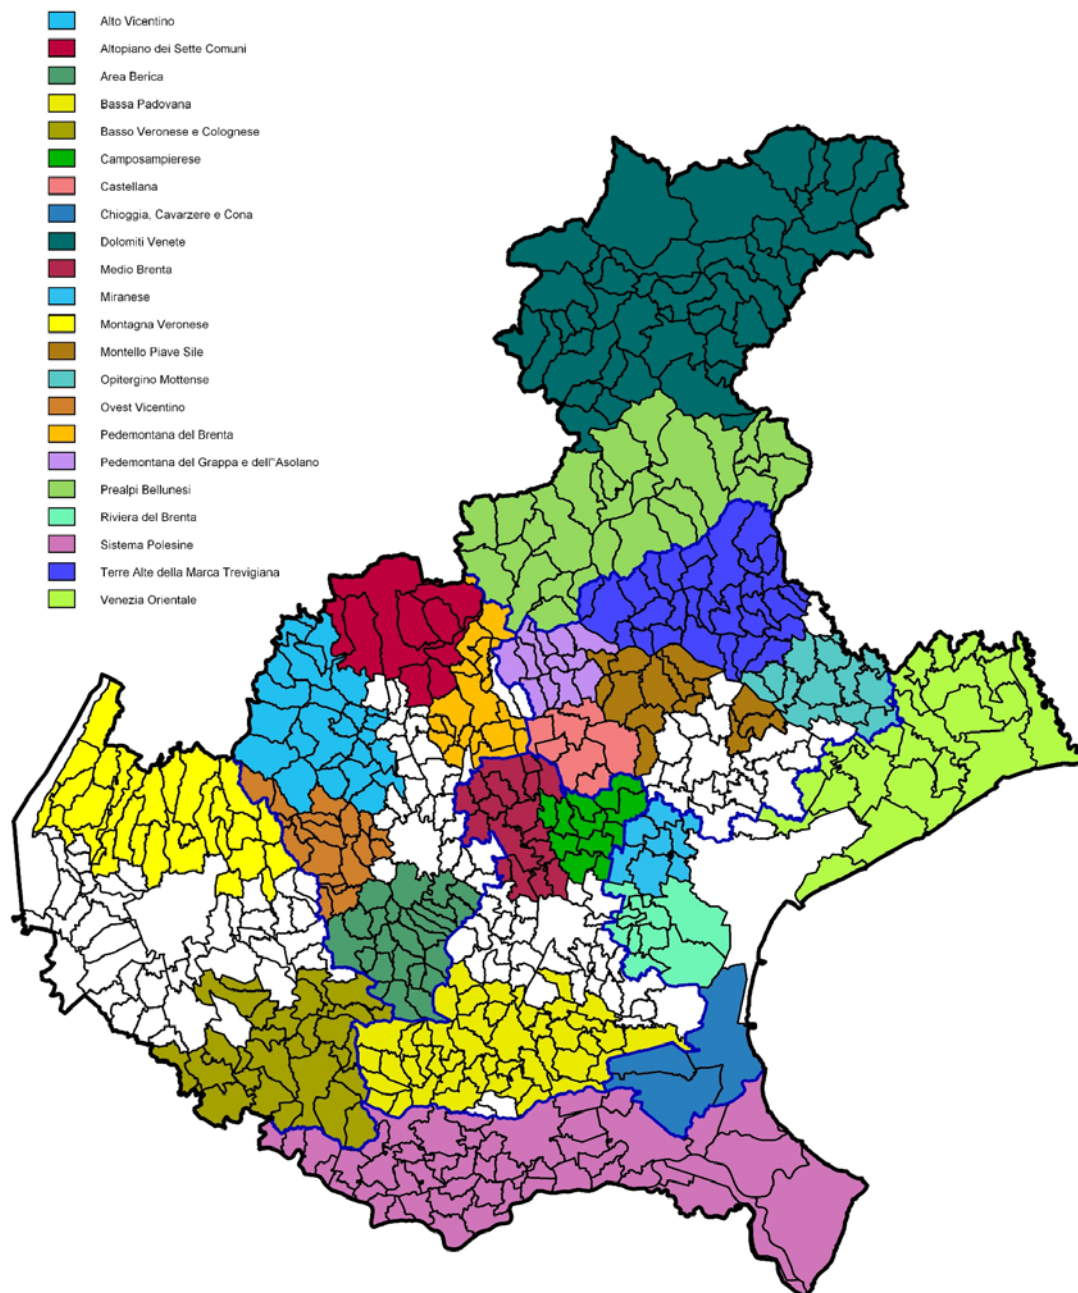 Alto Vicentino
Altopiano dei Sette Comuni
Area Berica
Bassa Padovana
Basso Veronese e Colognese
Camposampierese
Castellana
Chioggia, Cavarzere e Cona
Dolomiti Venete
Medio Brenta
Miranese
Montagna Veronese
Montello Piave Sile
Opitergino Mottense
Ovest Vicentino
Pedemontana del Brenta
Pedemontana del Grappa e dell''Asolano
Prealpi Bellunesi
Riviera del Brenta
Sistema Polesine
Terre Alte della Marca Trevigiana
Venezia Orientale